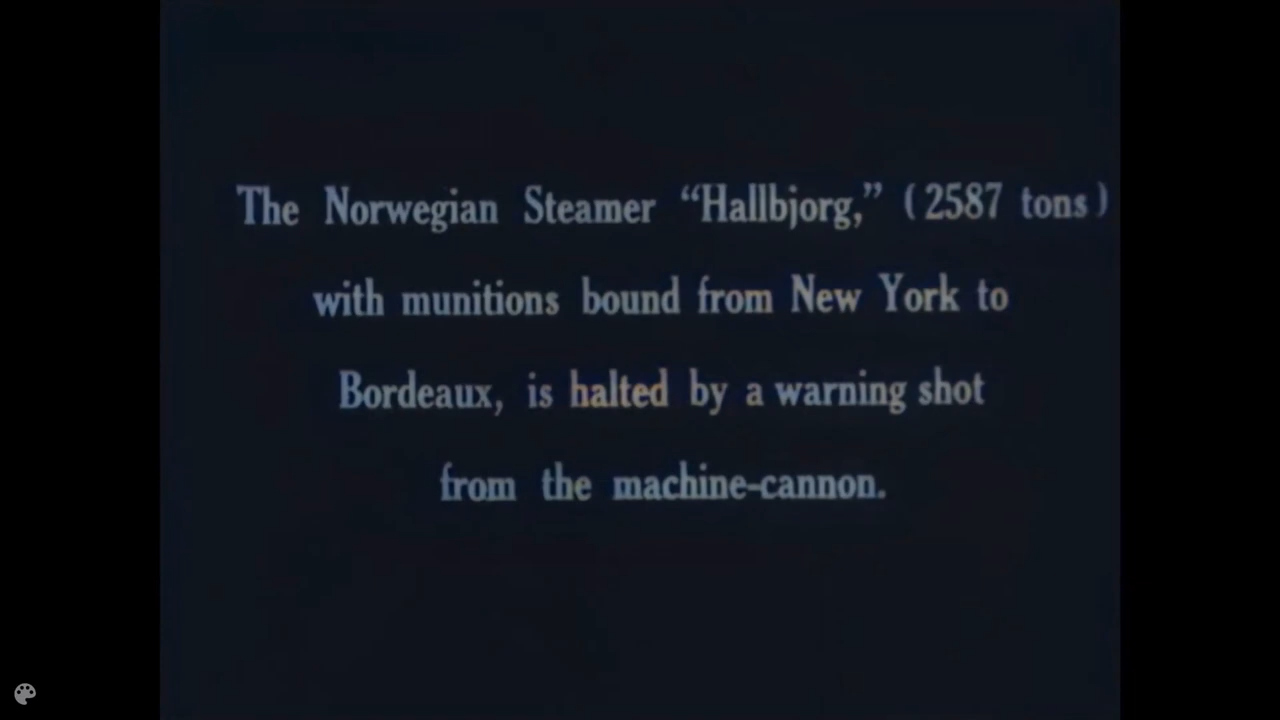 The Norwegian Steamer “Hallbjorg,” (2587 tons)
with munitions bound from New York to
Bordeaux, is halted by a warning shot
from the machine-cannon.